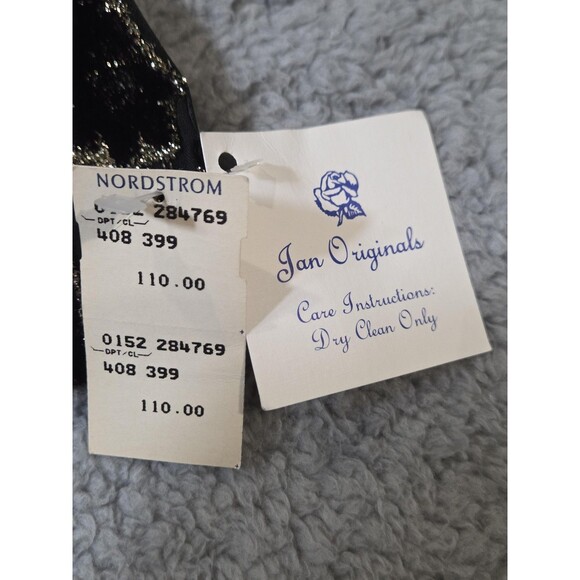 NORDSTROM
0152 284769
DPT/CL
408 399
110.00
0152 284769
DPT/CL
408 399
110.00
Jan Originals
Care Instructions:
Dry Clean Only